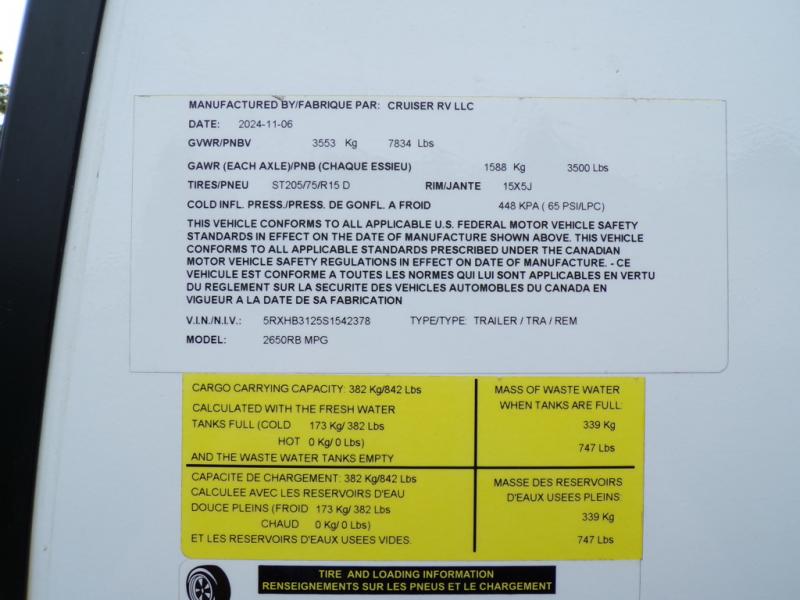 MANUFACTURED BY/FABRIQUE PAR: CRUISER RV LLC
DATE: 2024-11-06
GVWR/PNBV 3553 Kg 7834 Lbs
GAWR (EACH AXLE)/PNB (CHAQUE ESSIEU) 1588 Kg 3500 Lbs
TIRES/PNEU ST205/75/R15 D RIM/JANTE 15X5J
COLD INFL. PRESS./PRESS. DE GONFL. A FROID 448 KPA ( 65 PSI/LPC)
THIS VEHICLE CONFORMS TO ALL APPLICABLE U.S. FEDERAL MOTOR VEHICLE SAFETY
STANDARDS IN EFFECT ON THE DATE OF MANUFACTURE SHOWN ABOVE. THIS VEHICLE
CONFORMS TO ALL APPLICABLE STANDARDS PRESCRIBED UNDER THE CANADIAN
MOTOR VEHICLE SAFETY REGULATIONS IN EFFECT ON DATE OF MANUFACTURE. - CE
VEHICULE EST CONFORME A TOUTES LES NORMES QUI LUI SONT APPLICABLES EN VERTU
DU REGLEMENT SUR LA SECURITE DES VEHICLES AUTOMOBLES DU CANADA EN
VIGUEUR A LA DATE DE SA FABRICATION
V.I.N./N.I.V.: 5RXHB3125S1542378 TYPE/TYPE: TRAILER / TRA / REM
MODEL: 2650RB MPG
CARGO CARRYING CAPACITY: 382 Kg/842 Lbs
CALCULATED WITH THE FRESH WATER
TANKS FULL (COLD 173 Kg/ 382 Lbs
HOT 0 Kg/ 0 Lbs)
AND THE WASTE WATER TANKS EMPTY
MASS OF WASTE WATER
WHEN TANKS ARE FULL:
339 Kg
747 Lbs
CAPACITE DE CHARGEMENT: 382 Kg/842 Lbs
CALCULEE AVEC LES RESERVOIRS D'EAU
DOUCE PLEINS (FROID 173 Kg/ 382 Lbs
CHAUD 0 Kg/ 0 Lbs)
ET LES RESERVOIRS D'EAUX USEES VIDES.
MASSE DES RESERVOIRS
D'EAUX USEES PLEINS:
339 Kg
747 Lbs
TIRE AND LOADING INFORMATION
RENSEIGNEMENTS SUR LES PNEUS ET LE CHARGEMENT